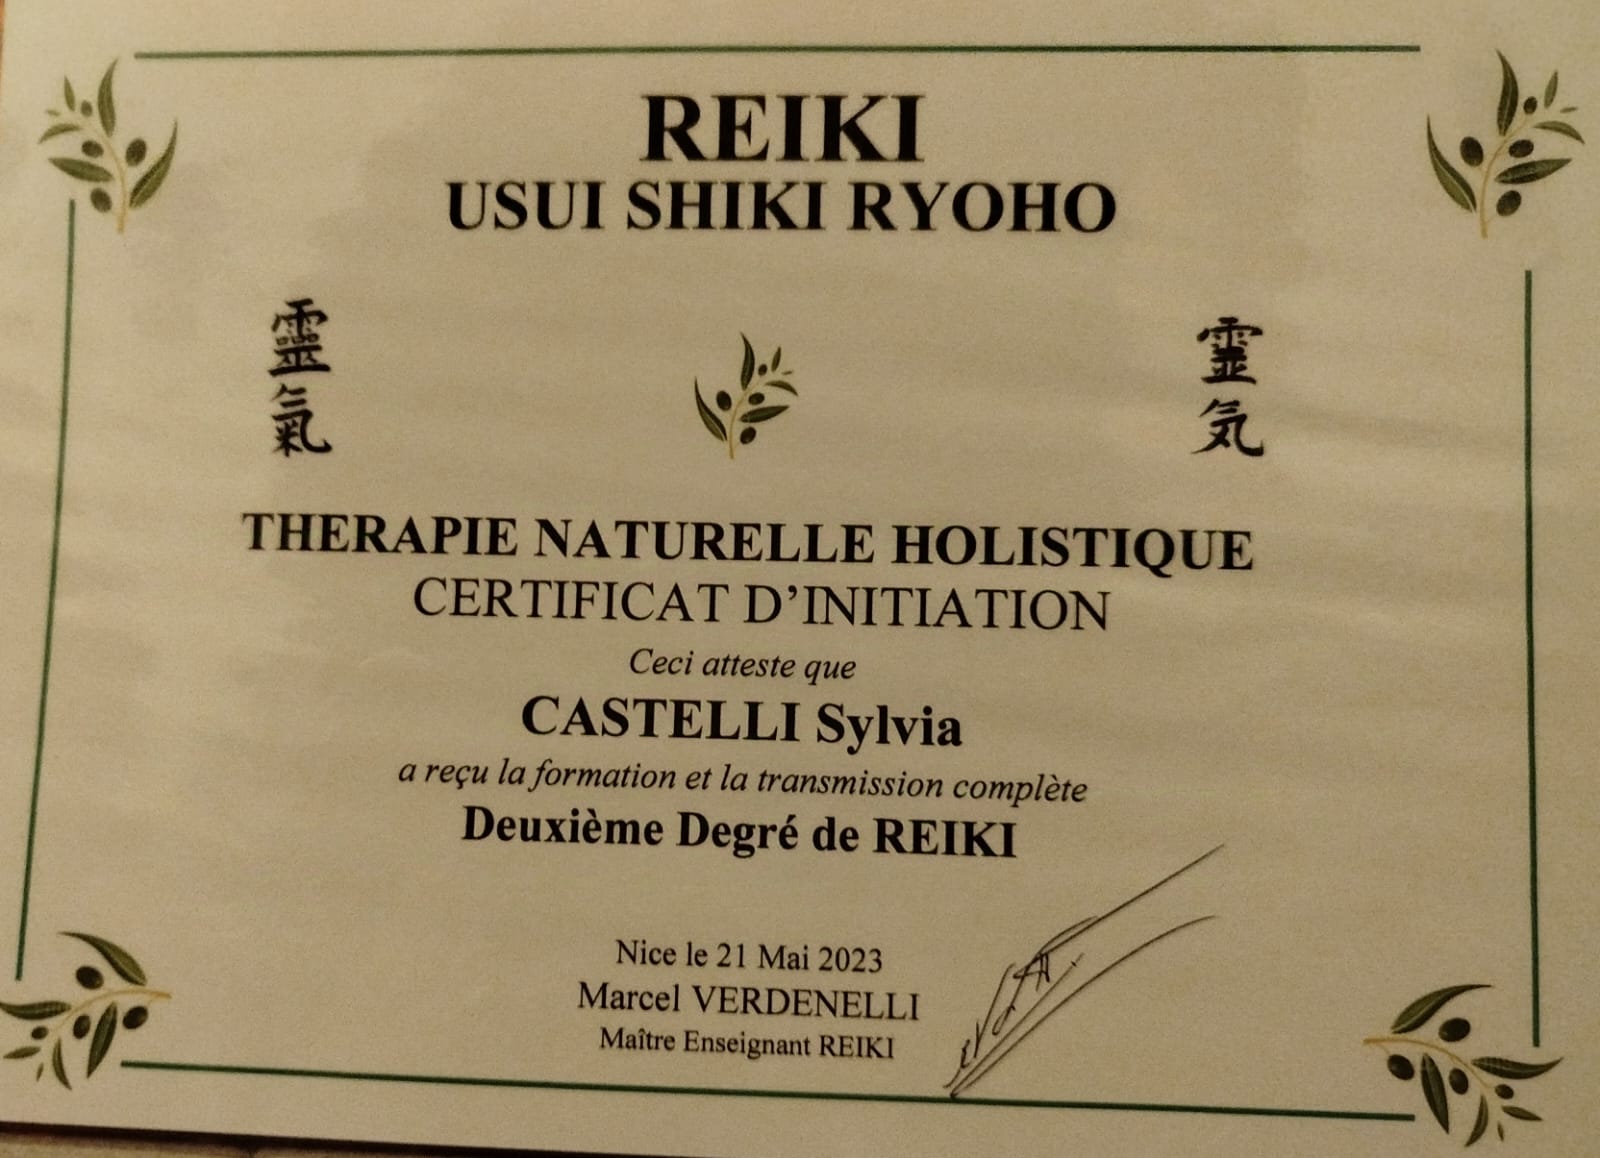 REIKI
USUI SHIKI RYOHO
靈氣
霊気
THERAPIE NATURELLE HOLISTIQUE
CERTIFICAT D'INITIATION
Ceci atteste que
CASTELLI Sylvia
a reçu la formation et la transmission complète
Deuxième Degré de REIKI
Nice le 21 Mai 2023
Marcel VERDENELLI
Maître Enseignant REIKI